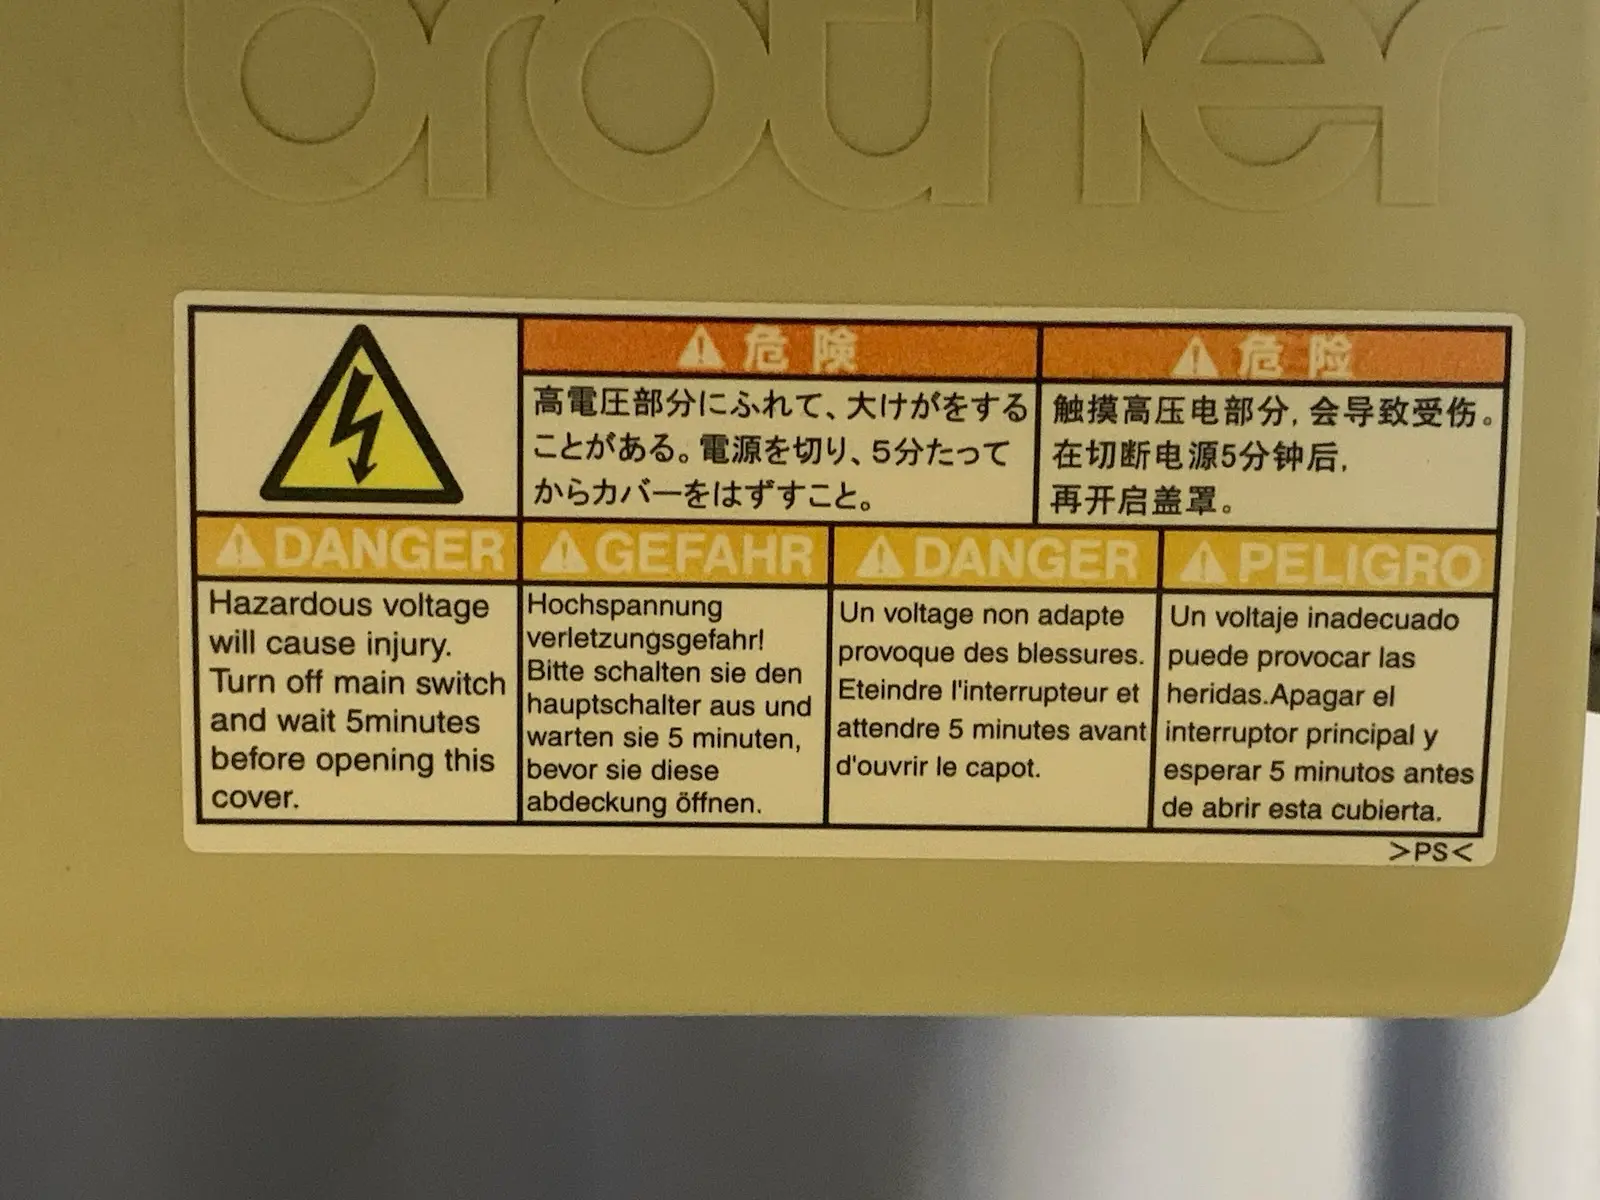 brother
危険
高電圧部分にふれて、大けがをする
ことがある。電源を切り、5分たって
からカバーをはずすこと。
危险
触摸高压电部分, 会导致受伤。
在切断电源5分钟后,
再开启盖罩。
DANGER
Hazardous voltage
will cause injury.
Turn off main switch
and wait 5minutes
before opening this
cover.
GEFAHR
Hochspannung
verletzungsgefahr!
Bitte schalten sie den
hauptschalter aus und
warten sie 5 minuten,
bevor sie diese
abdeckung öffnen.
DANGER
Un voltage non adapte
provoque des blessures.
Eteindre l'interrupteur et
attendre 5 minutes avant
d'ouvrir le capot.
PELIGRO
Un voltaje inadecuado
puede provocar las
heridas.Apagar el
interruptor principal y
esperar 5 minutos antes
de abrir esta cubierta.
>PS<